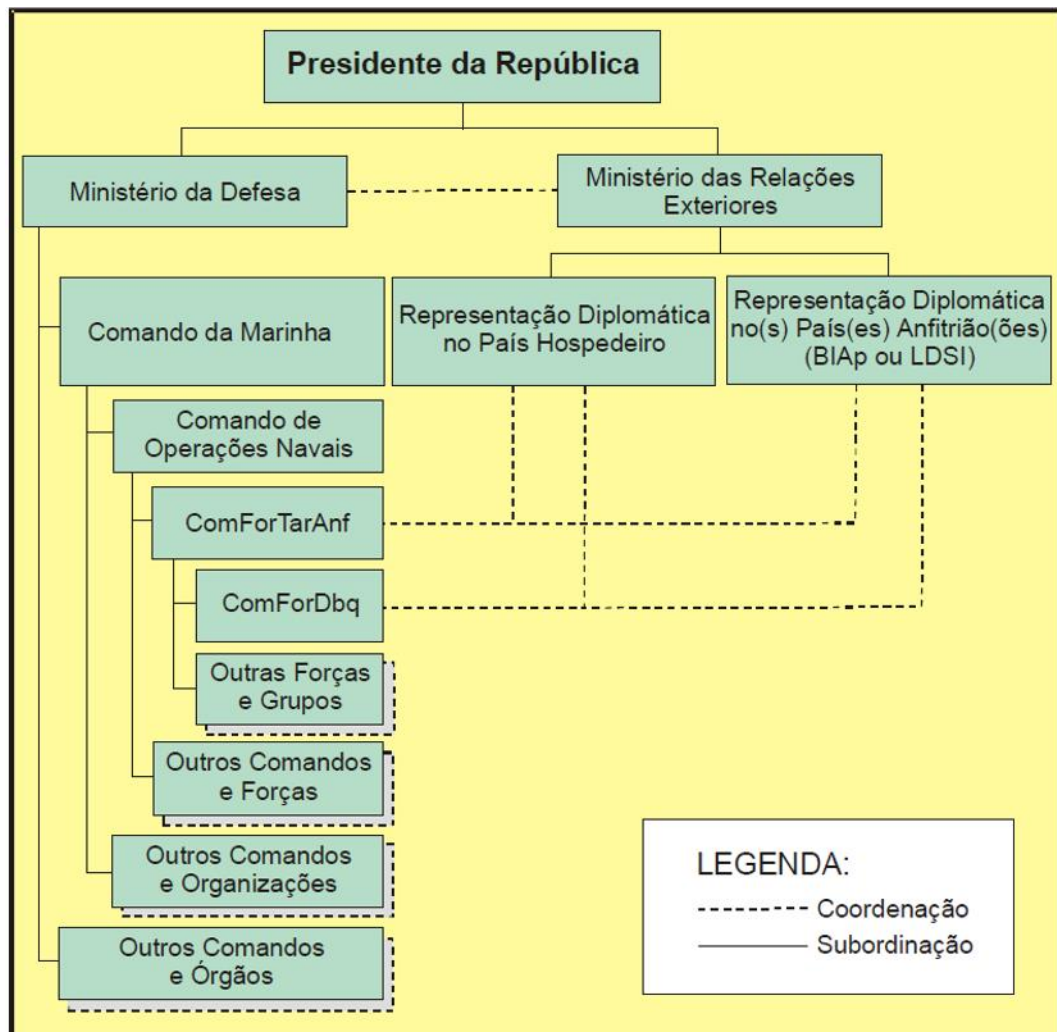 Presidente da República
Ministério da Defesa
Ministério das Relações
Exteriores
Comando da Marinha
Representação Diplomática
no País Hospedeiro
Representação Diplomática
no(s) País(es) Anfitrião(ões)
(BIAp ou LDSI)
Comando de
Operações Navais
ComForTarAnf
ComForDbq
Outras Forças
e Grupos
Outros Comandos
e Forças
Outros Comandos
e Organizações
Outros Comandos
e Órgãos
LEGENDA:
Coordenação
Subordinação